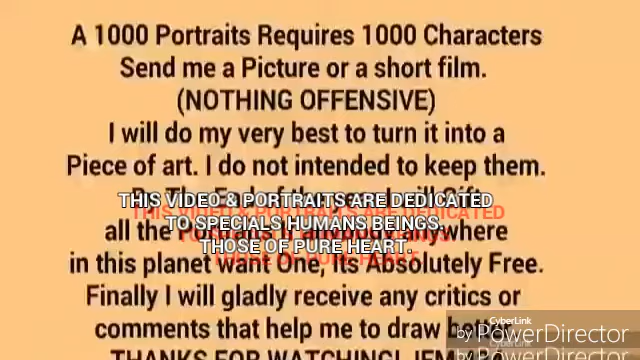 A 1000 Portraits Requires 1000 Characters
Send me a Picture or a short film.
(NOTHING OFFENSIVE)
I will do my very best to turn it into a
Piece of art. I do not intended to keep them.
THIS VIDEO & PORTRAITS ARE DEDICATED
TO SPECIALS HUMANS BEINGS.
THOSE OF PURE HEART.
all the Portraits If anybody anywhere
in this planet want One, Its Absolutely Free.
Finally I will gladly receive any critics or
comments that help me to draw better
THANKS FOR WATCHING!
CyberLink
by PowerDirector